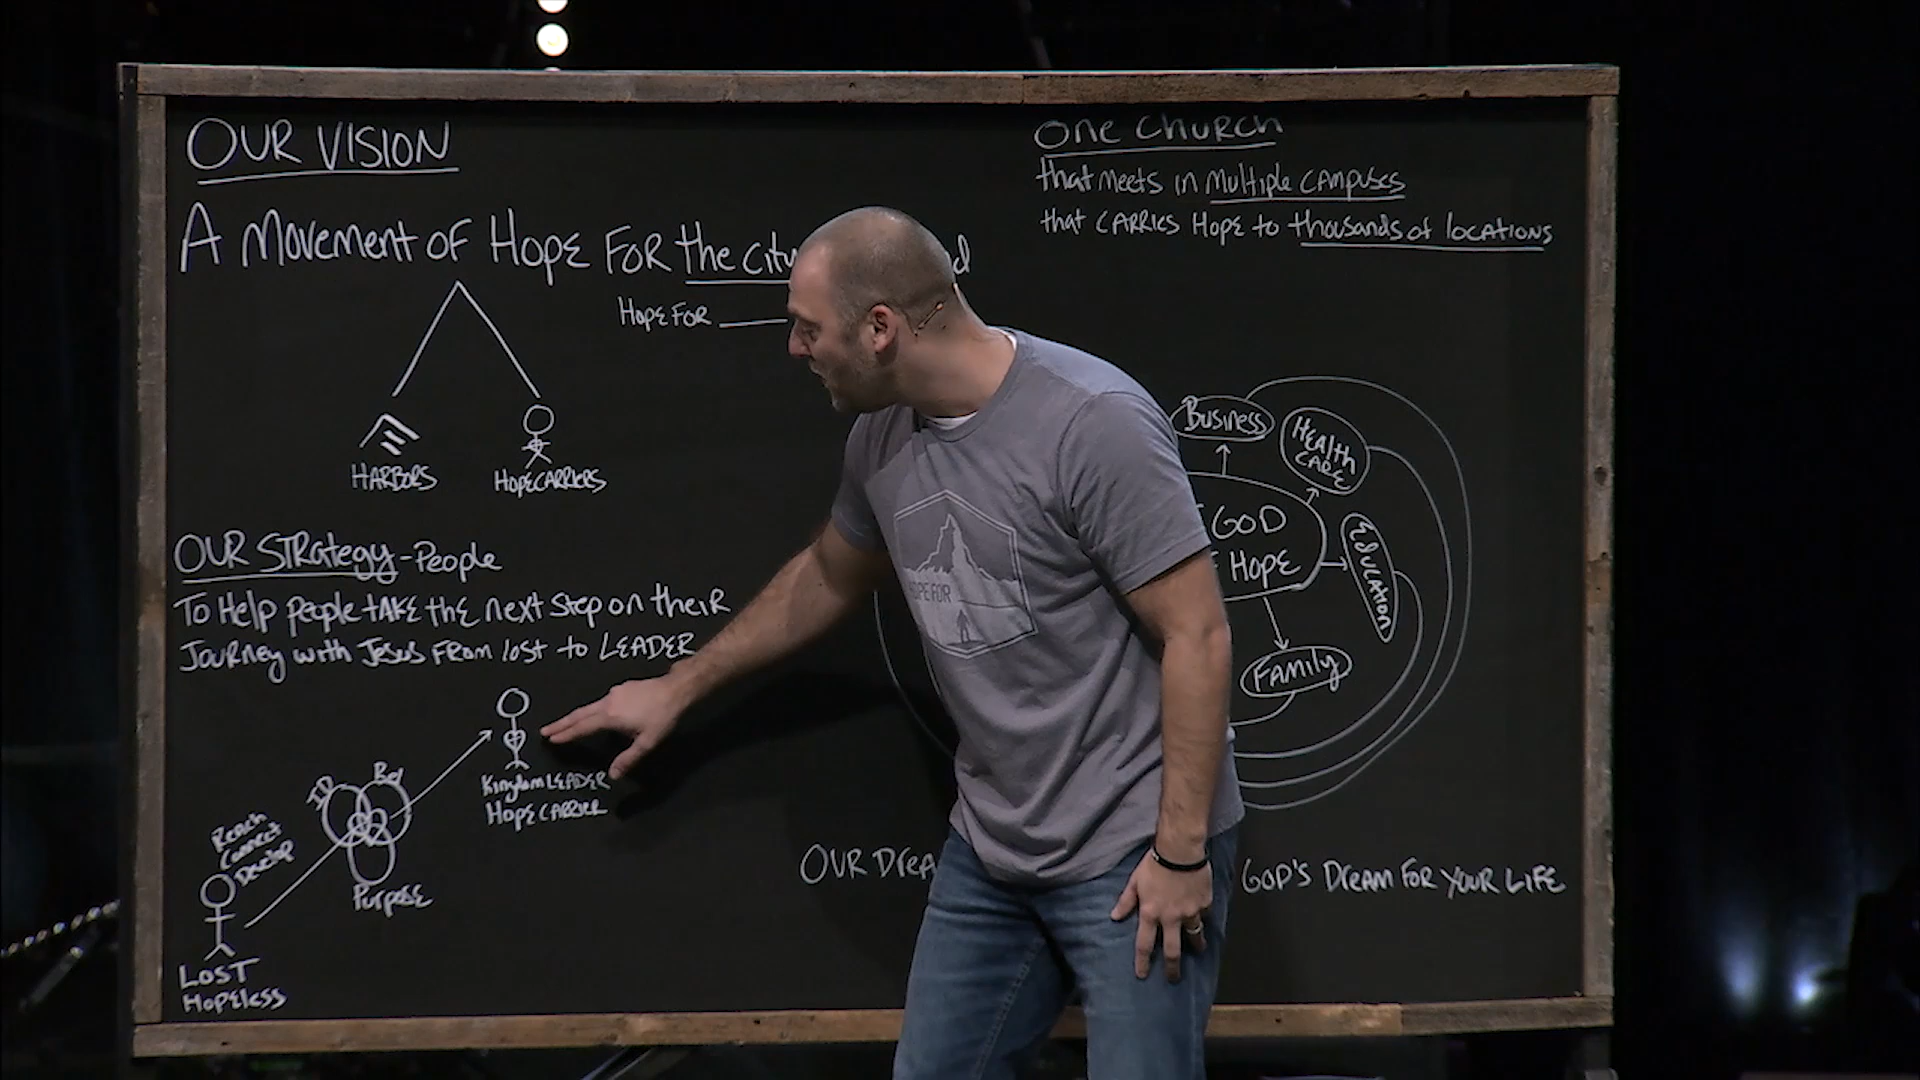 OUR VISION
A MOVEMENT OF HOPE FOR the city
HOPE FOR
HARBORS
HOPECARRIERS
OUR STRATEGY - People
To Help people take the next step on their
Journey with Jesus from lost to LEADER
ID
Bel
Purpose
Reach
Connect
Develop
LOST
Hopeless
Kingdom LEADER
HOPE CARRIER
One Church
that meets in Multiple campuses
that carries Hope to thousands of locations
Business
Health
Care
Education
Family
GOD
HOPE
OUR DREA
GOD'S DREAM FOR YOUR LIFE
HOPE FOR